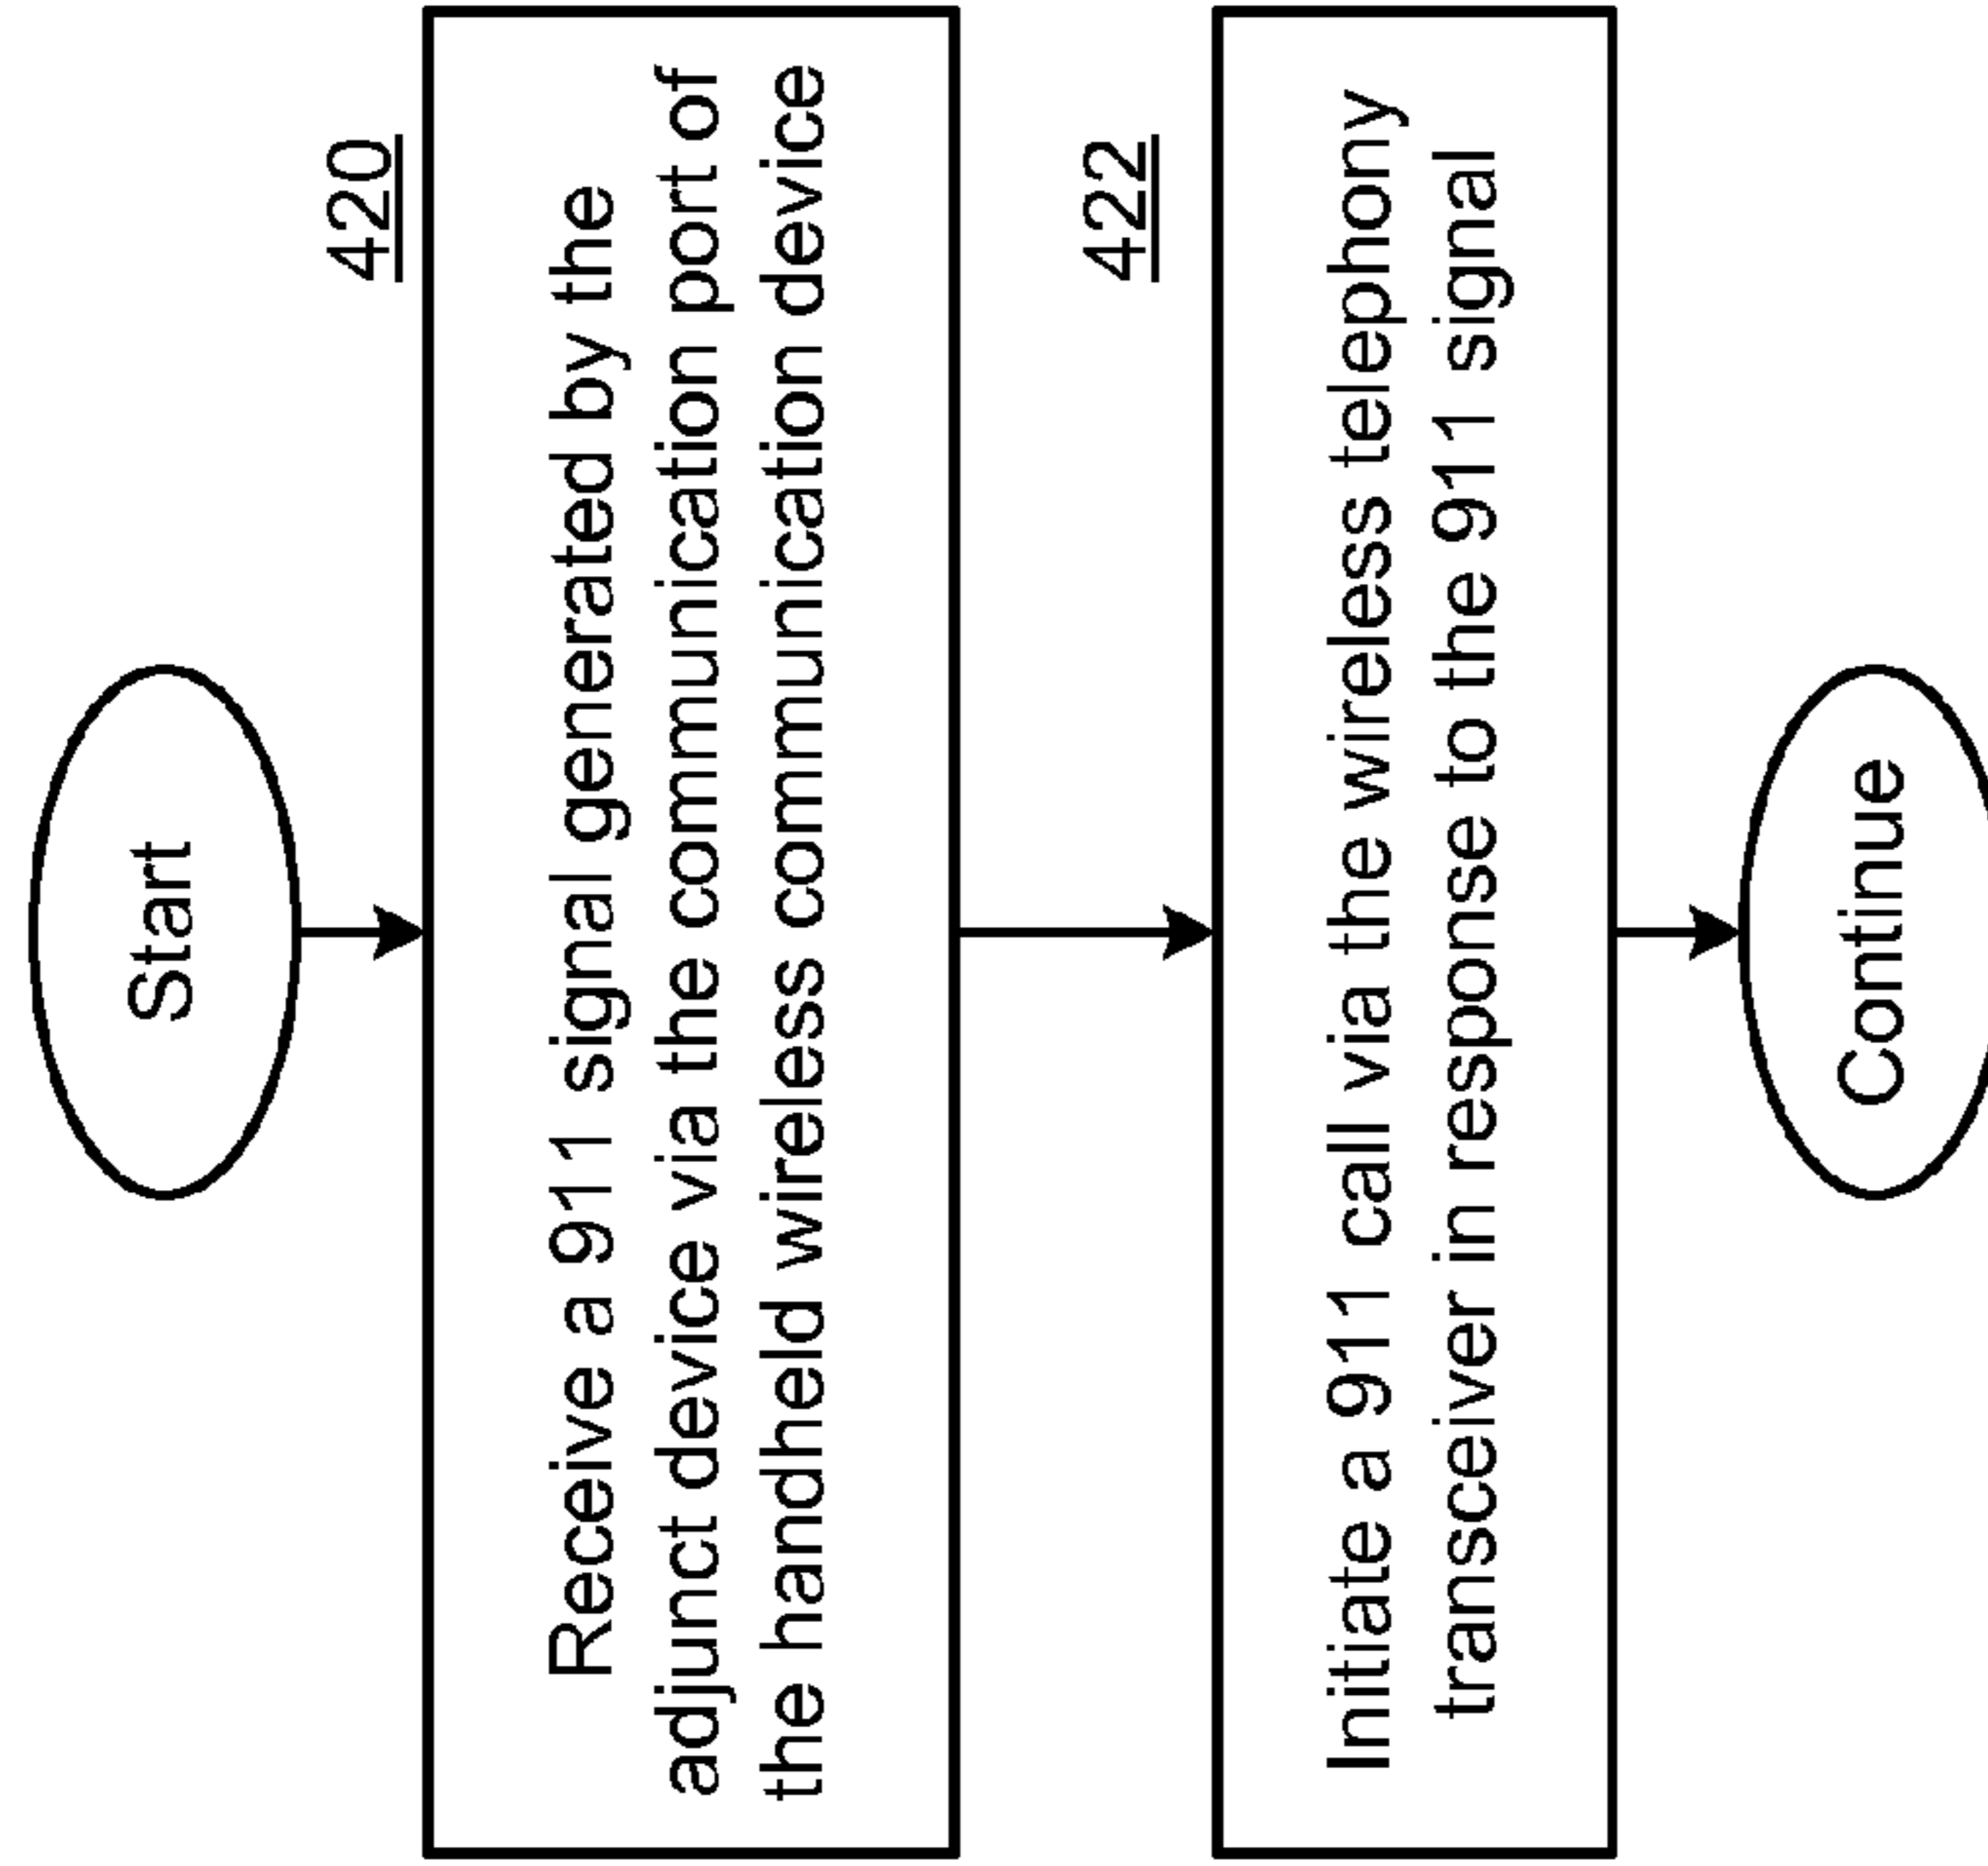 Start
420
Receive a 911 signal generated by the
adjunct device via the communication port of
the handheld wireless communication device
422
Initiate a 911 call via the wireless telephony
transceiver in response to the 911 signal
Continue